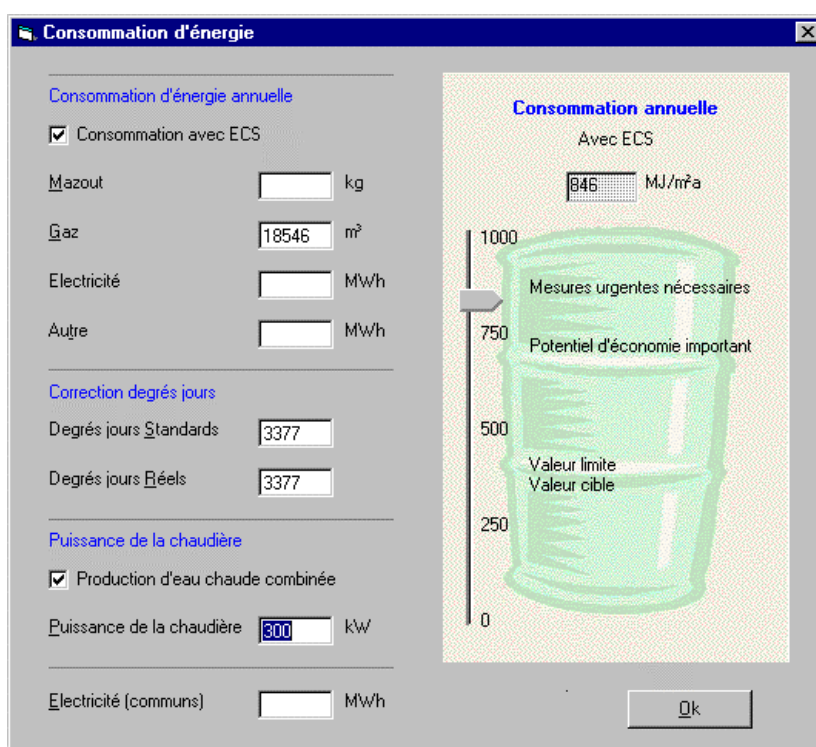 Consommation d'énergie
Consommation d'énergie annuelle
Consommation avec ECS
Mazout kg
Gaz 18546 m³
Electricité MWh
Autre MWh
Correction degrés jours
Degrés jours Standards 3377
Degrés jours Réels 3377
Puissance de la chaudière
Production d'eau chaude combinée
Puissance de la chaudière 300 kW
Electricité (communs) MWh
Consommation annuelle
Avec ECS
846 MJ/m²a
1000
Mesures urgentes nécessaires
750
Potentiel d'économie important
500
Valeur limite
Valeur cible
250
0
Ok